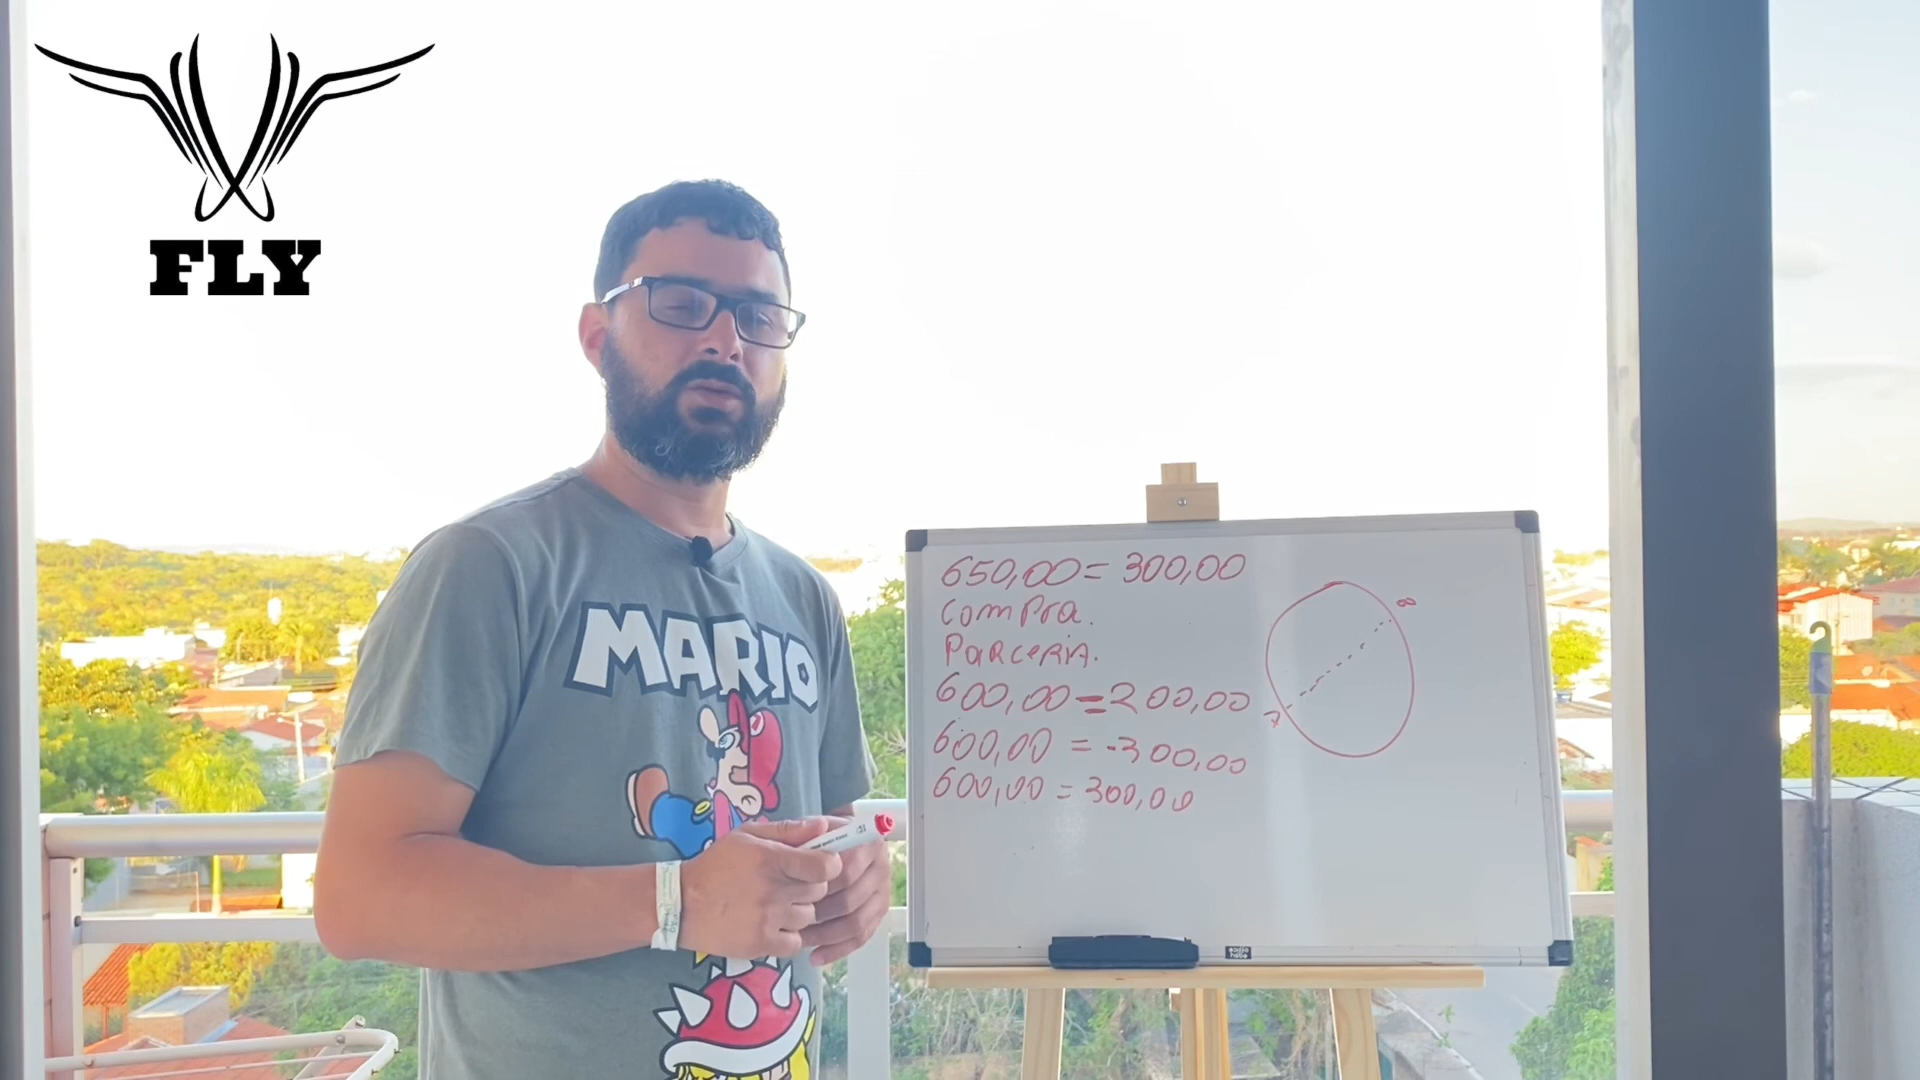 FLY
MARIO
650,00 = 300,00
Compra.
Parceria.
600,00 = 200,00
600,00 = -300,00
600,00 = 300,00